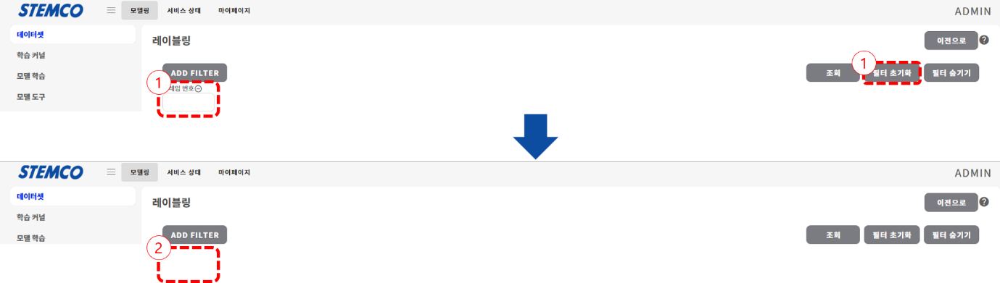 STEMCO 모델링 서비스 상태 마이페이지 ADMIN
데이터셋 레이블링 이전으로 ?
학습 커널
모델 학습 ADD FILTER 조회 1 필터 초기화 필터 숨기기
1 레임 번호
모델 도구
STEMCO 모델링 서비스 상태 마이페이지 ADMIN
데이터셋 레이블링 이전으로 ?
학습 커널
모델 학습 ADD FILTER 조회 필터 초기화 필터 숨기기
2